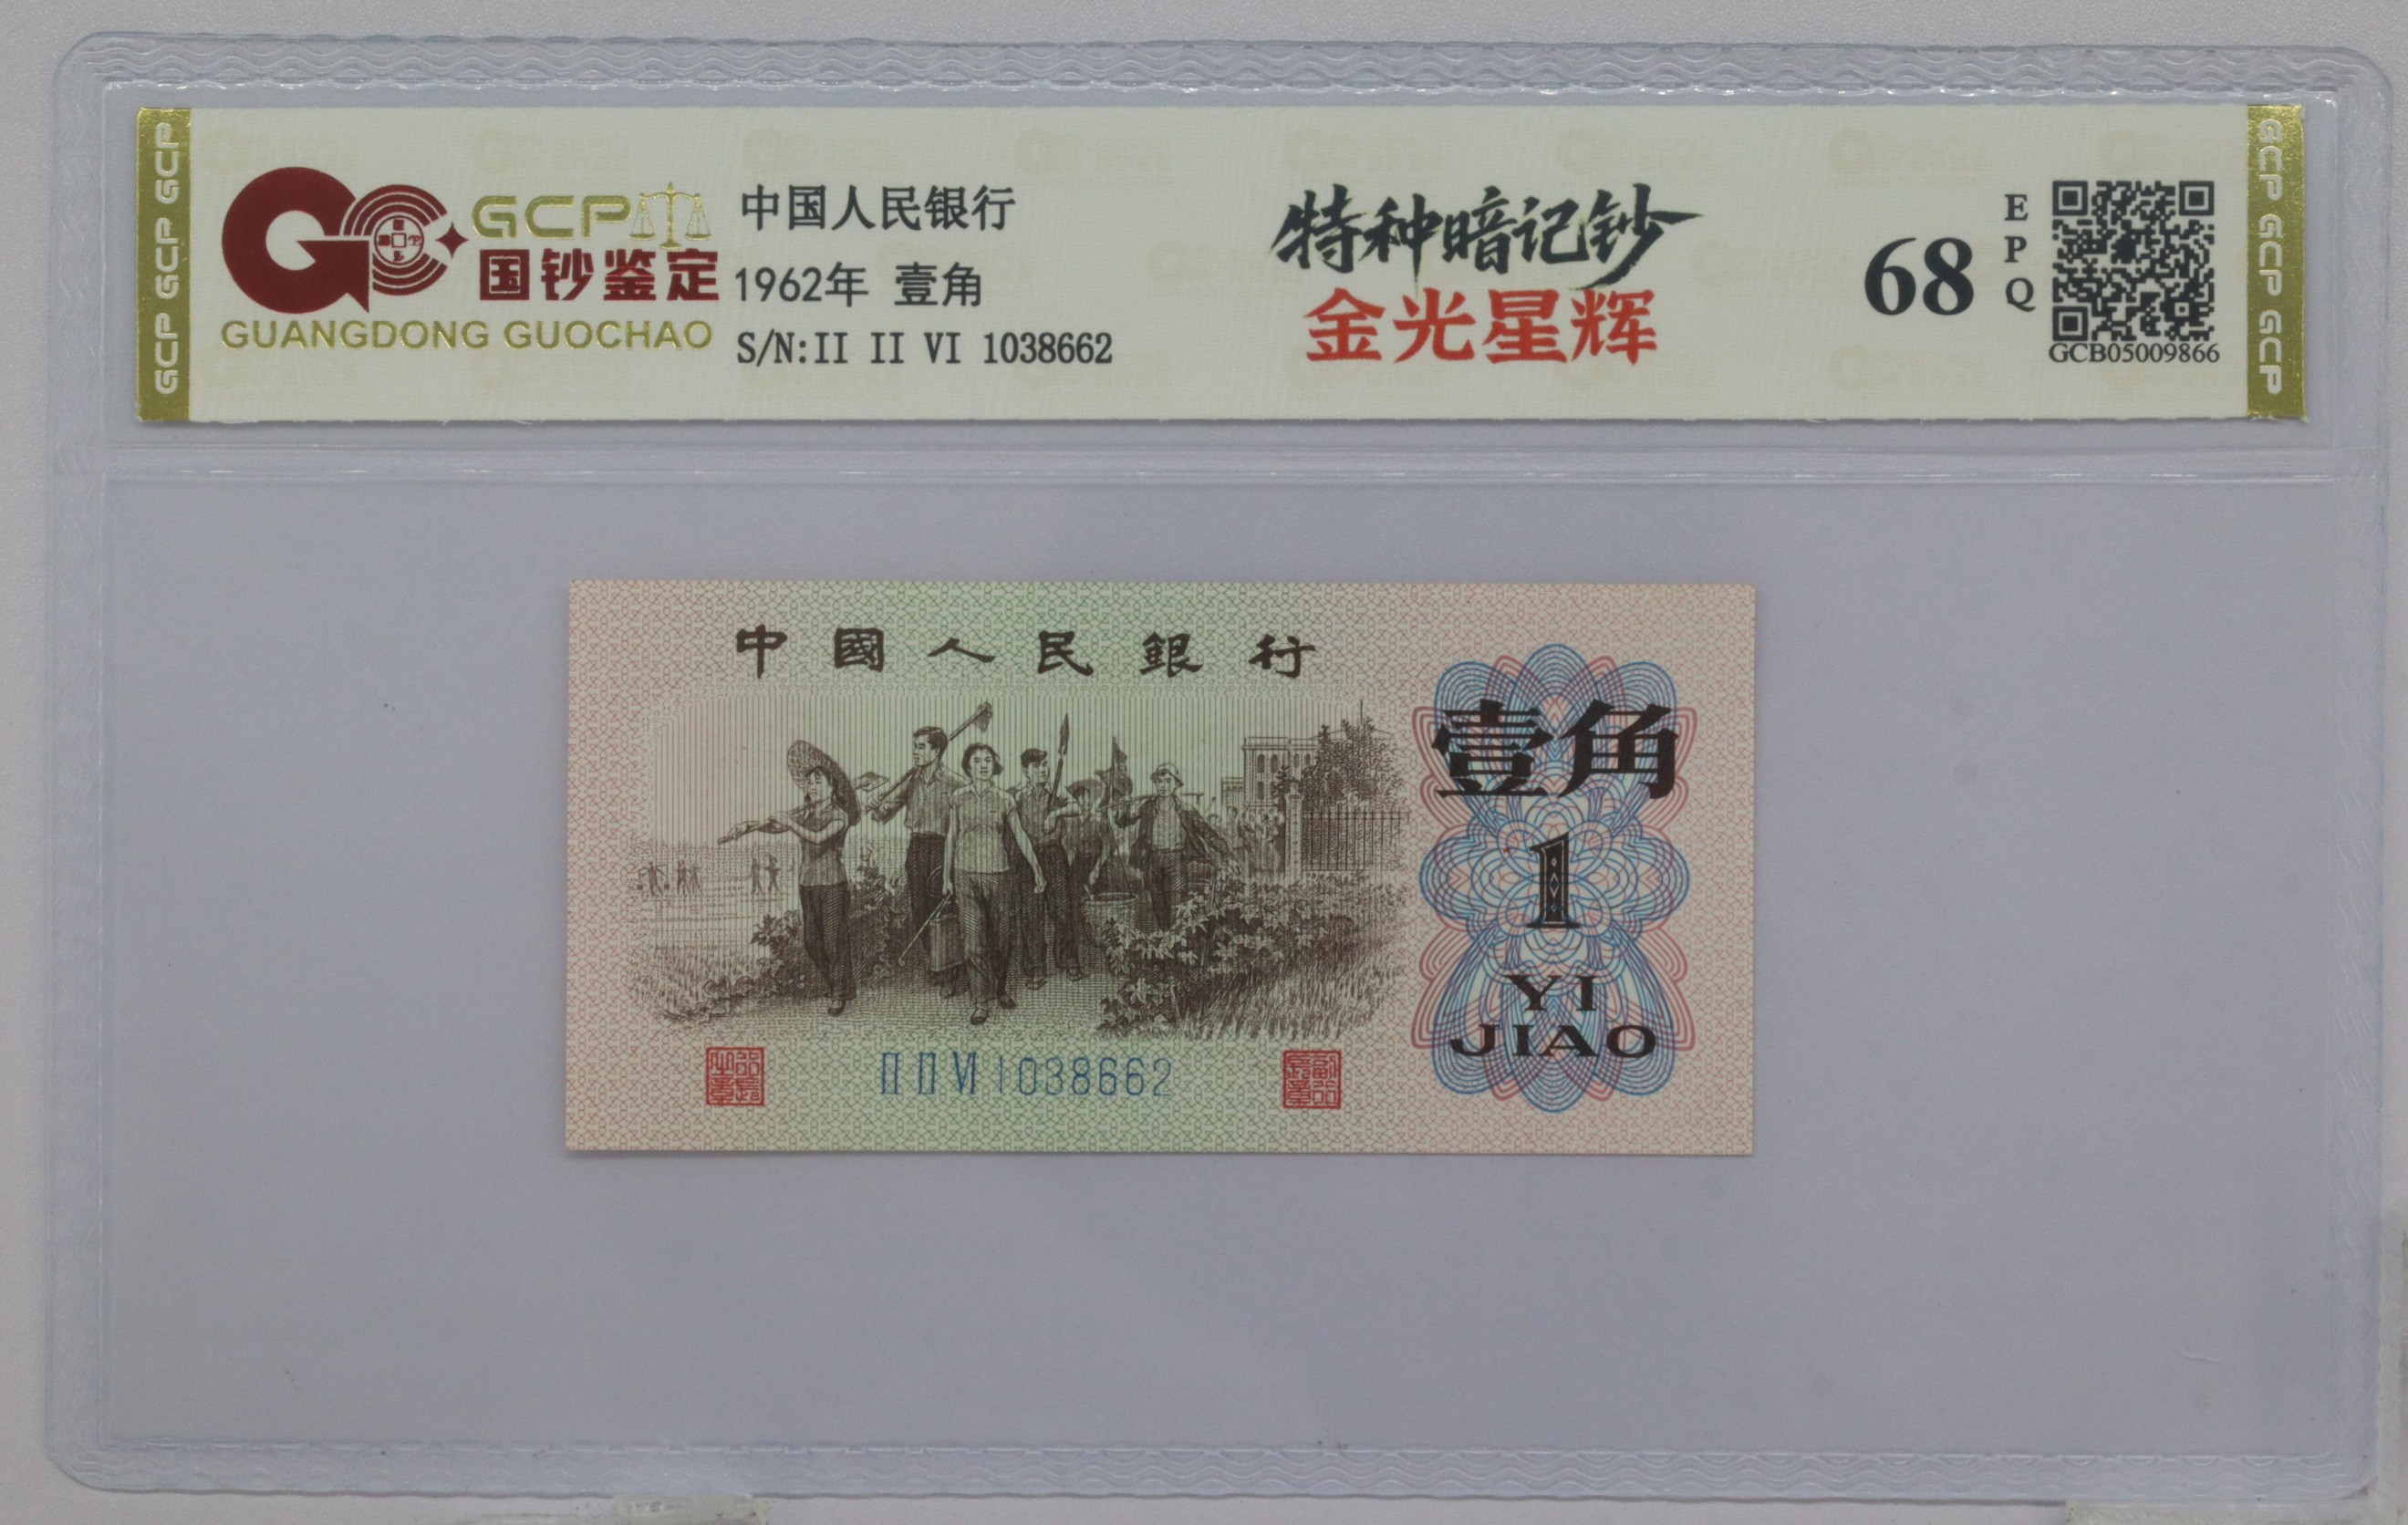 GCP GCP GCP
GCP
国钞鉴定
GUANGDONG GUOCHAO
中国人民银行
1962年 壹角
S/N:II II VI 1038662
特种暗记钞
金光星辉
68
EPQ
GCB05009866
GCP GCP GCP
中國人民銀行
壹角
1
YI
JIAO
II II VI 1038662